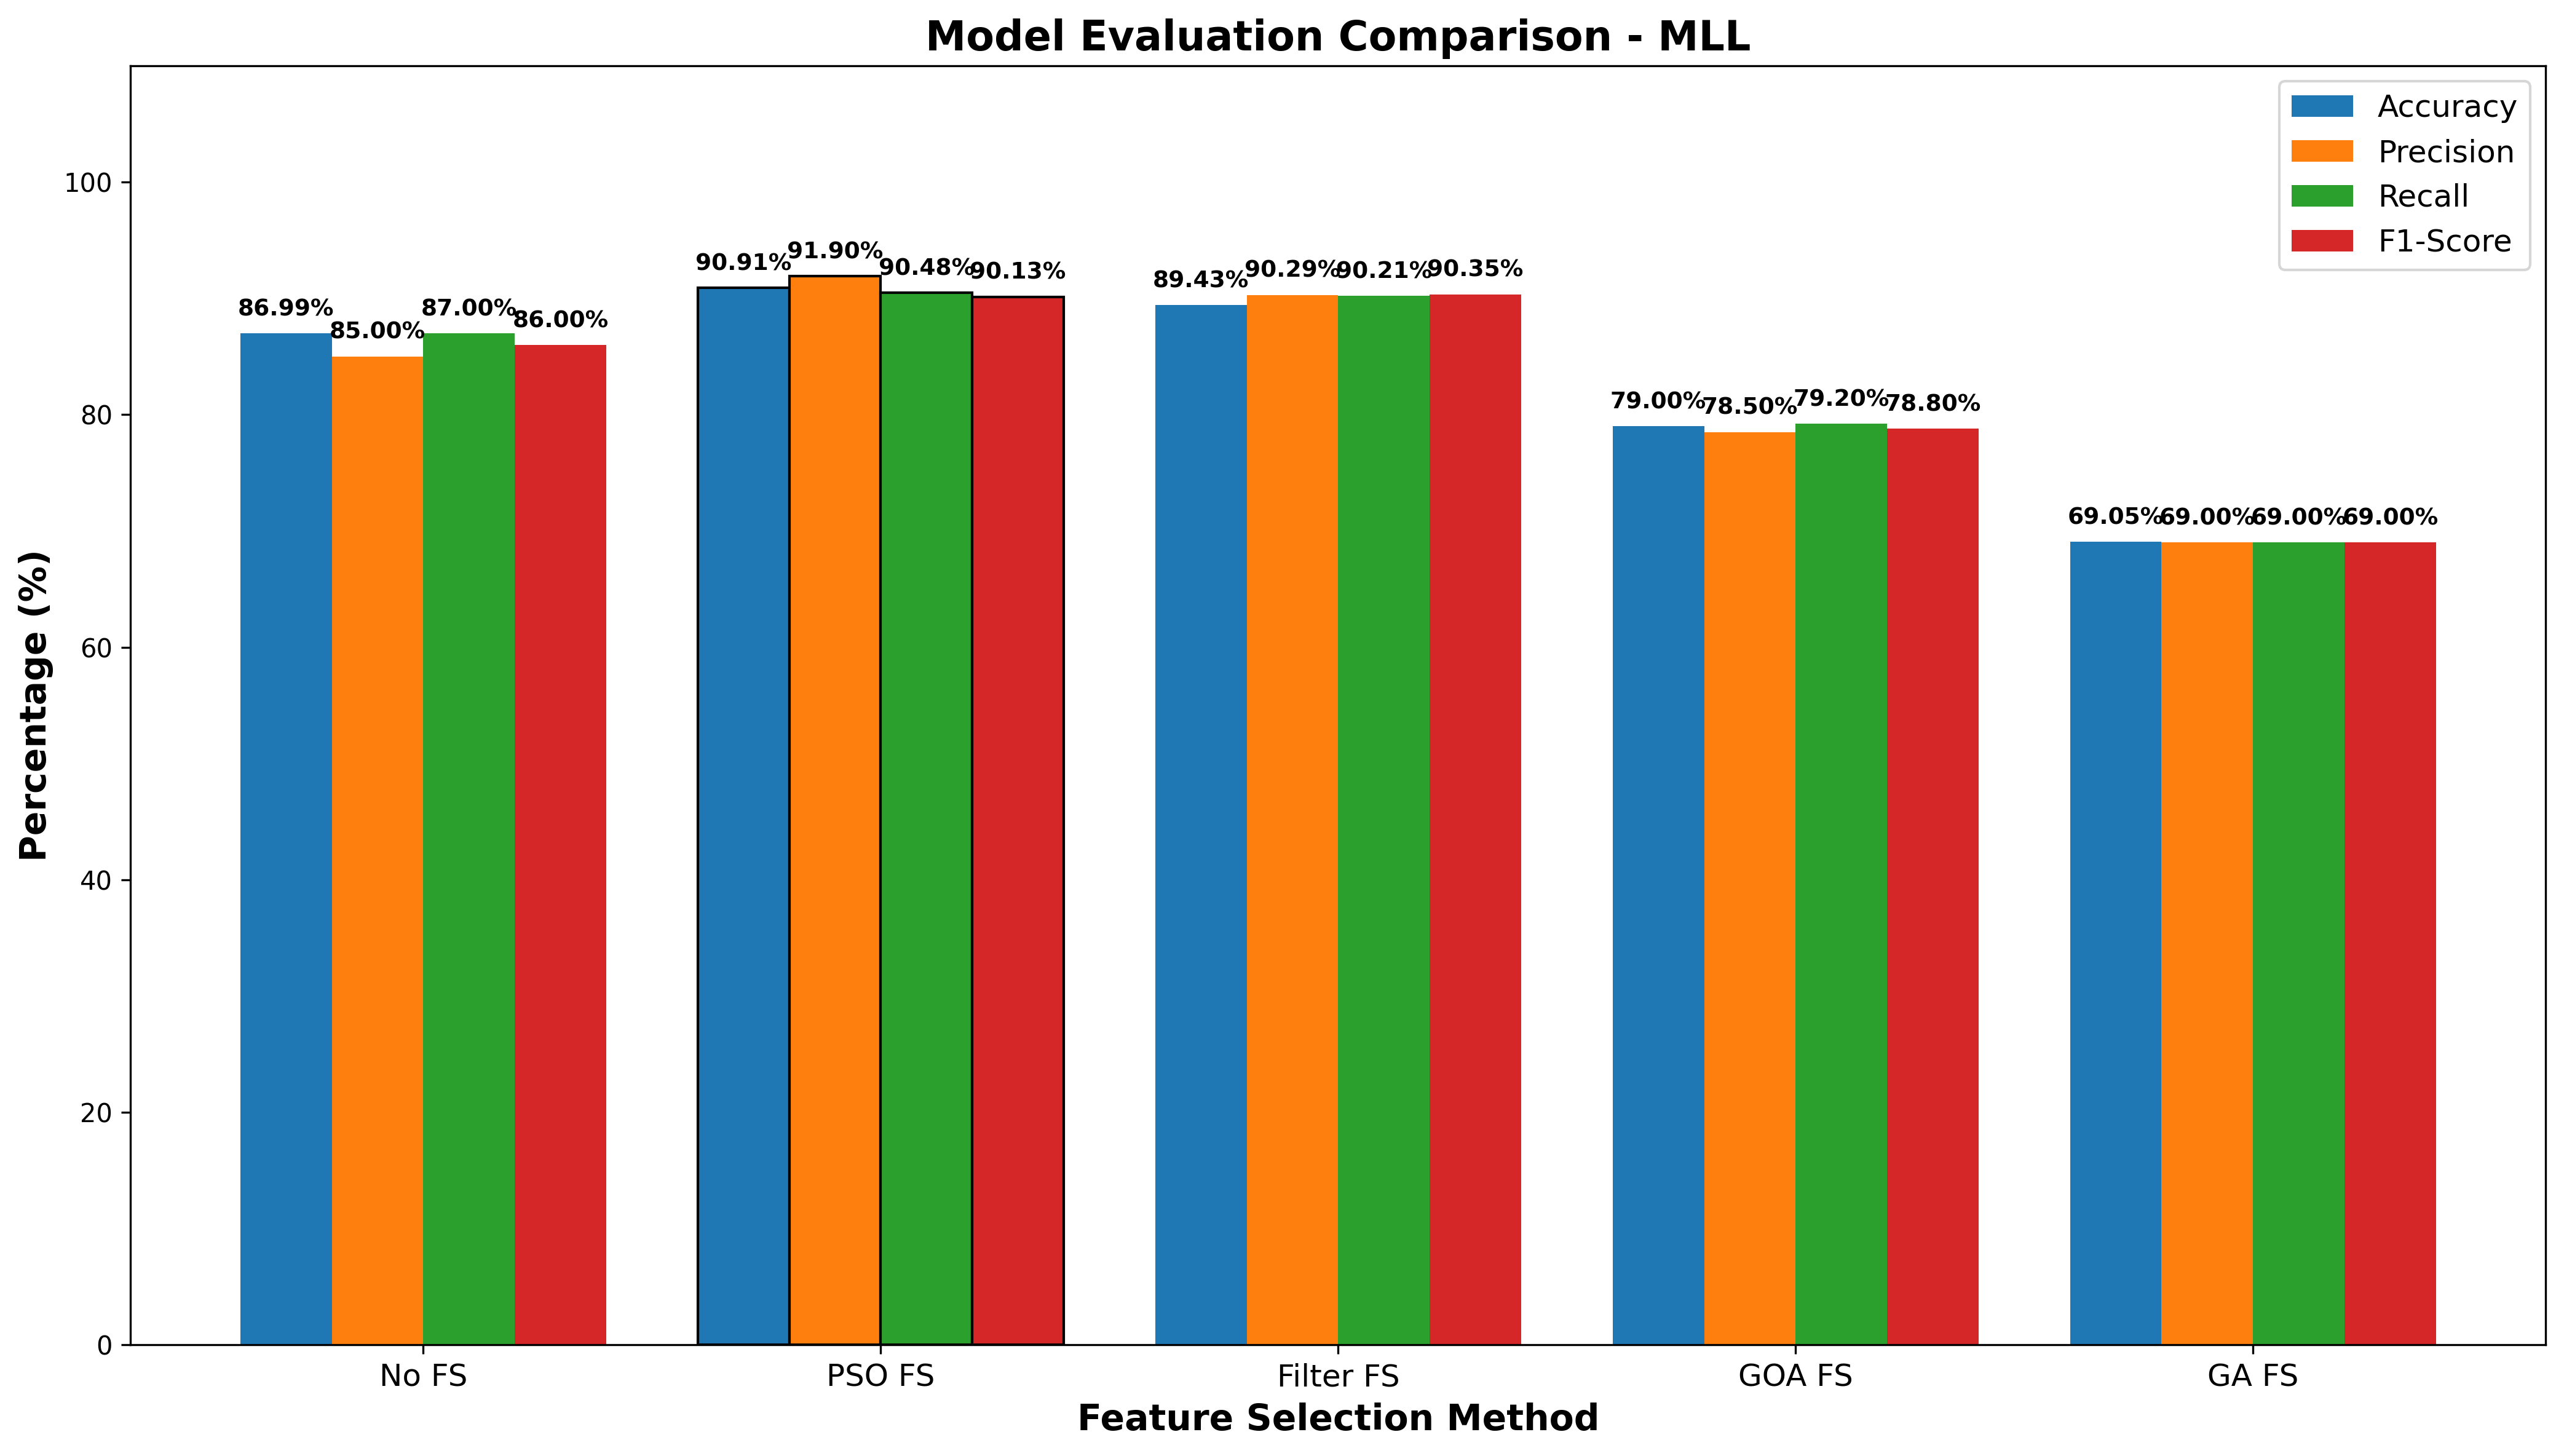 Model Evaluation Comparison - MLL
Accuracy
Precision
Recall
F1-Score
Percentage (%)
100
80
60
40
20
0
86.99% 85.00% 87.00% 86.00%
90.91% 91.90% 90.48% 90.13%
89.43% 90.29% 90.21% 90.35%
79.00% 78.50% 79.20% 78.80%
69.05% 69.00% 69.00% 69.00%
No FS PSO FS Filter FS GOA FS GA FS
Feature Selection Method